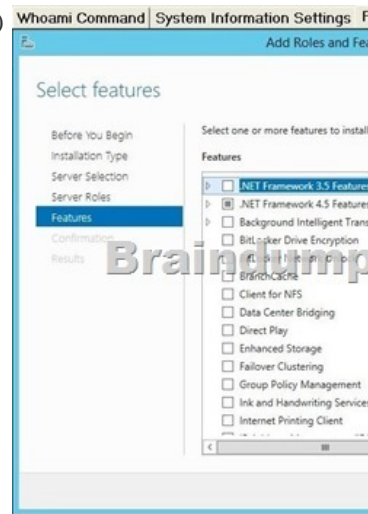 Whoami Command System Information Settings F
Add Roles and Fea
Select features
Before You Begin
Installation Type
Server Selection
Server Roles
Features
Confirmation
Results
Select one or more features to install
Features
.NET Framework 3.5 Features
.NET Framework 4.5 Features
Background Intelligent Trans
BitLocker Drive Encryption
BranchCache
Client for NFS
Data Center Bridging
Direct Play
Enhanced Storage
Failover Clustering
Group Policy Management
Ink and Handwriting Services
Internet Printing Client
Braindump